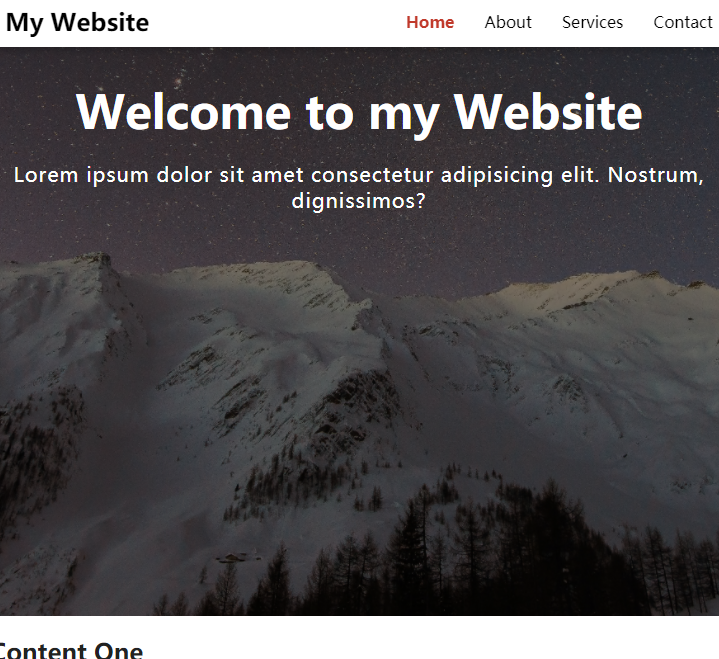 My Website
Home About Services Contact
Welcome to my Website
Lorem ipsum dolor sit amet consectetur adipisicing elit. Nostrum,
dignissimos?
Content One